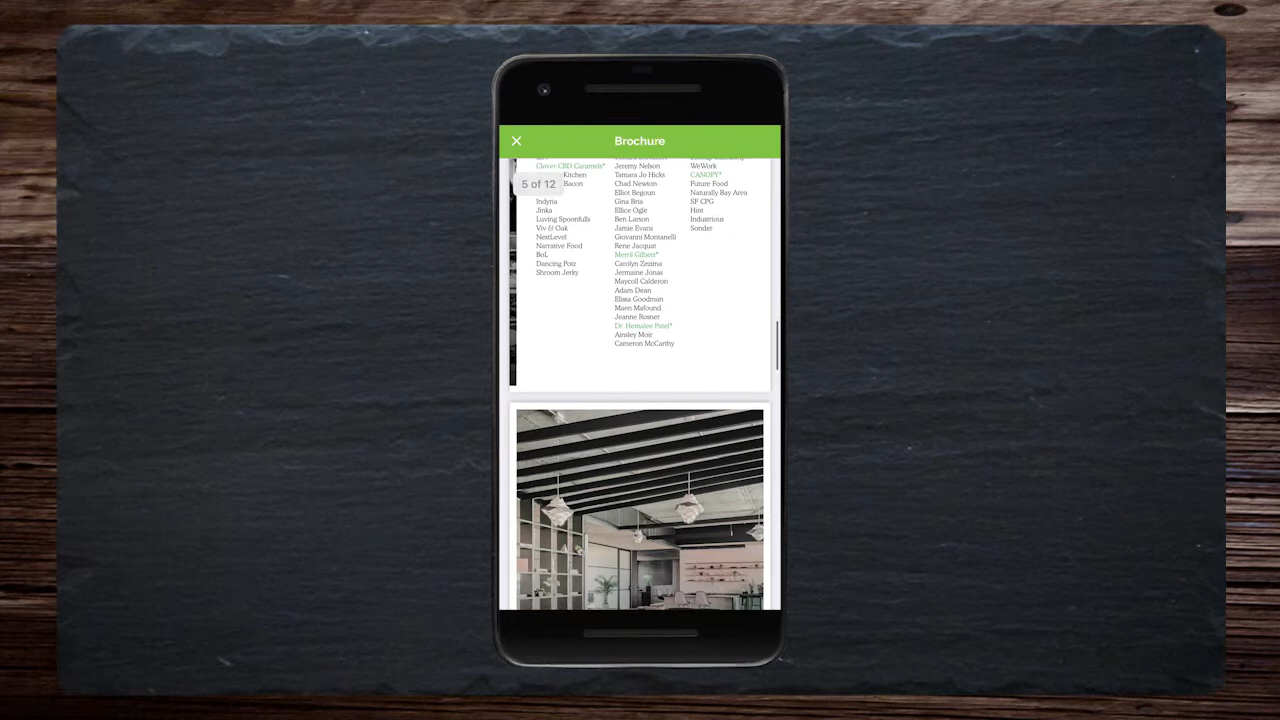 Brochure
5 of 12
Clover CBD Caramels*
Kitchen
Bacon
Indyria
Jinka
Luving Spoonfulls
Viv & Oak
NextLevel
Narrative Food
BoL
Dancing Potz
Shroom Jerky
Jeremy Nelson
Tamara Jo Hicks
Chad Newton
Elliot Begoun
Gina Bria
Ellice Ogle
Ben Larson
Jamie Evans
Giovanni Montanelli
Rene Jacquat
Merril Gilbert*
Carolyn Zezima
Jermaine Jonas
Maycoll Calderon
Adam Dean
Elissa Goodman
Maen Mafound
Jeanne Rosner
Dr. Hemalee Patel*
Ainsley Moir
Cameron McCarthy
WeWork
CANOPY*
Future Food
Naturally Bay Area
SF CPG
Hint
Industrious
Sonder